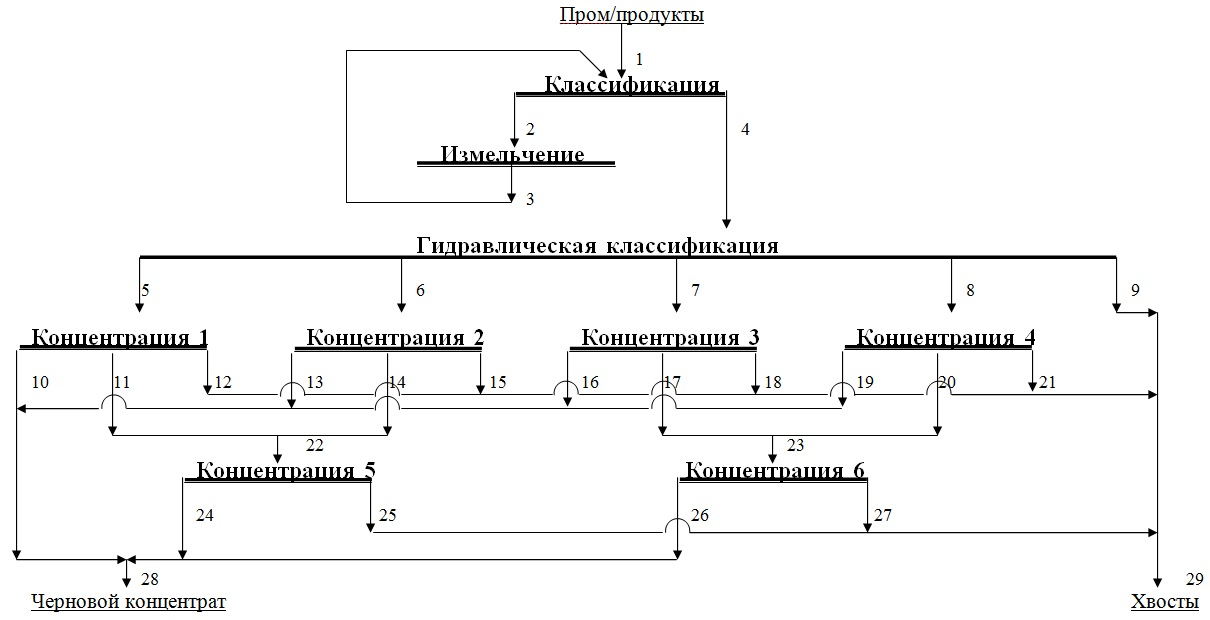 Пром/продукты
1
Классификация
2 4
Измельчение
3
Гидравлическая классификация
5 6 7 8 9
Концентрация 1 Концентрация 2 Концентрация 3 Концентрация 4
10 11 12 13 14 15 16 17 18 19 20 21
22 23
Концентрация 5 Концентрация 6
24 25 26 27
28 29
Черновой концентрат Хвосты